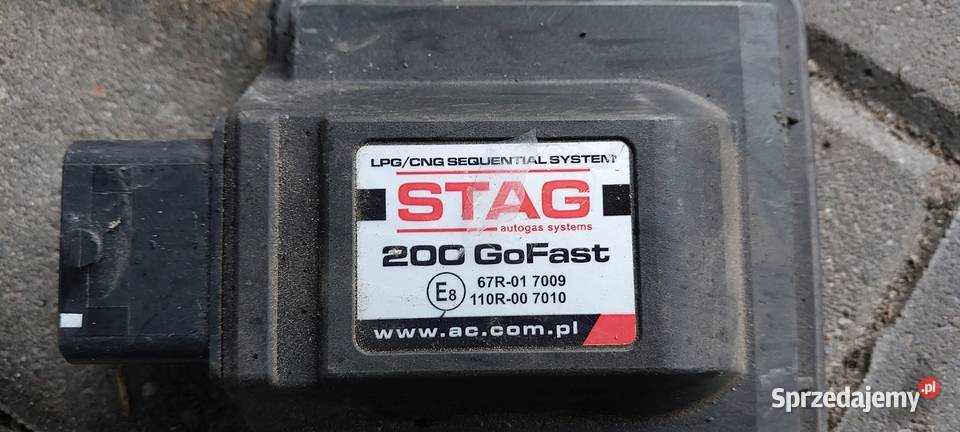 LPG/CNG SEQUENTIAL SYSTEM
STAG
autogas systems
200 GoFast
E8
67R-01 7009
110R-00 7010
www.ac.com.pl
Sprzedajemy.pl